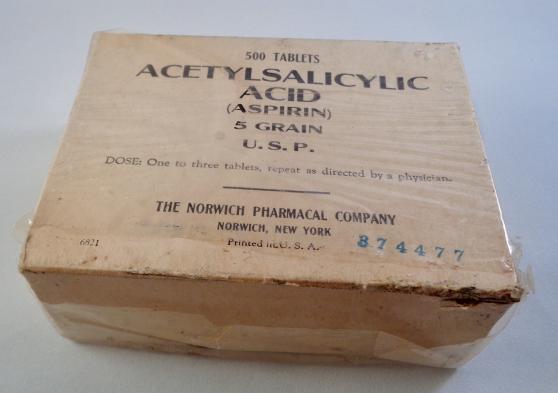 500 TABLETS
ACETYLSALICYLIC
ACID
(ASPIRIN)
5 GRAIN
U. S. P.
DOSE: One to three tablets, repeat as directed by a physician.
THE NORWICH PHARMACAL COMPANY
NORWICH, NEW YORK
6821 Printed in U. S. A. 374477